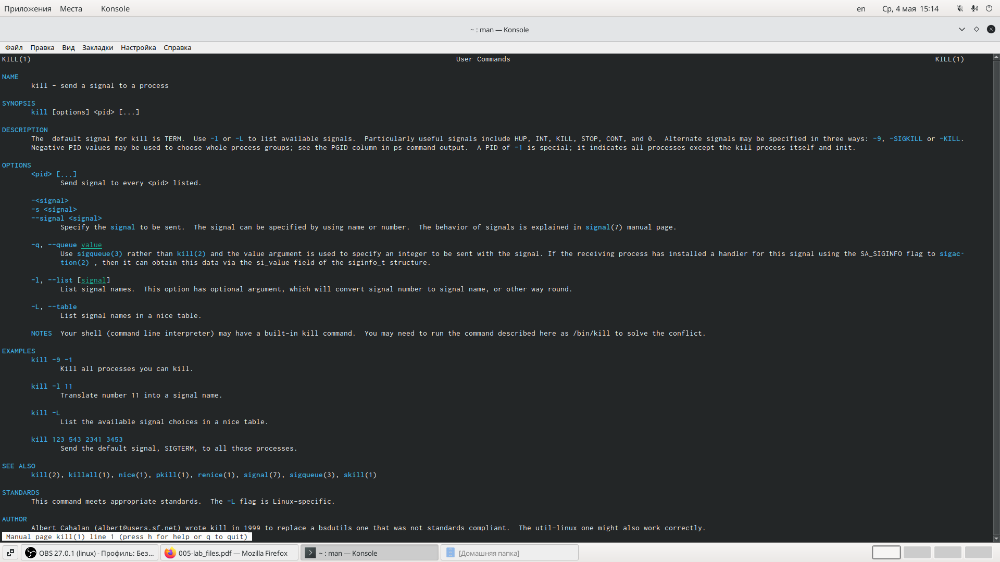 Приложения Места Konsole en Ср, 4 мая 15:14
~ : man — Konsole
Файл Правка Вид Закладки Настройка Справка
KILL(1) User Commands KILL(1)
NAME
kill - send a signal to a process
SYNOPSIS
kill [options] <pid> [...]
DESCRIPTION
The default signal for kill is TERM. Use -l or -L to list available signals. Particularly useful signals include HUP, INT, KILL, STOP, CONT, and 0. Alternate signals may be specified in three ways: -9, -SIGKILL or -KILL.
Negative PID values may be used to choose whole process groups; see the PGID column in ps command output. A PID of -1 is special; it indicates all processes except the kill process itself and init.
OPTIONS
<pid> [...]
Send signal to every <pid> listed.
-<signal>
-s <signal>
--signal <signal>
Specify the signal to be sent. The signal can be specified by using name or number. The behavior of signals is explained in signal(7) manual page.
-q, --queue value
Use sigqueue(3) rather than kill(2) and the value argument is used to specify an integer to be sent with the signal. If the receiving process has installed a handler for this signal using the SA_SIGINFO flag to sigac-
tion(2) , then it can obtain this data via the si_value field of the siginfo_t structure.
-l, --list [signal]
List signal names. This option has optional argument, which will convert signal number to signal name, or other way round.
-L, --table
List signal names in a nice table.
NOTES Your shell (command line interpreter) may have a built-in kill command. You may need to run the command described here as /bin/kill to solve the conflict.
EXAMPLES
kill -9 -1
Kill all processes you can kill.
kill -l 11
Translate number 11 into a signal name.
kill -L
List the available signal choices in a nice table.
kill 123 543 2341 3453
Send the default signal, SIGTERM, to all those processes.
SEE ALSO
kill(2), killall(1), nice(1), pkill(1), renice(1), signal(7), sigqueue(3), skill(1)
STANDARDS
This command meets appropriate standards. The -L flag is Linux-specific.
AUTHOR
Albert Cahalan ⟨albert@users.sf.net⟩ wrote kill in 1999 to replace a bsdutils one that was not standards compliant. The util-linux one might also work correctly.
Manual page kill(1) line 1 (press h for help or q to quit)
OBS 27.0.1 (linux) - Профиль: Без... 005-lab_files.pdf — Mozilla Firefox ~ : man — Konsole [Домашняя папка]